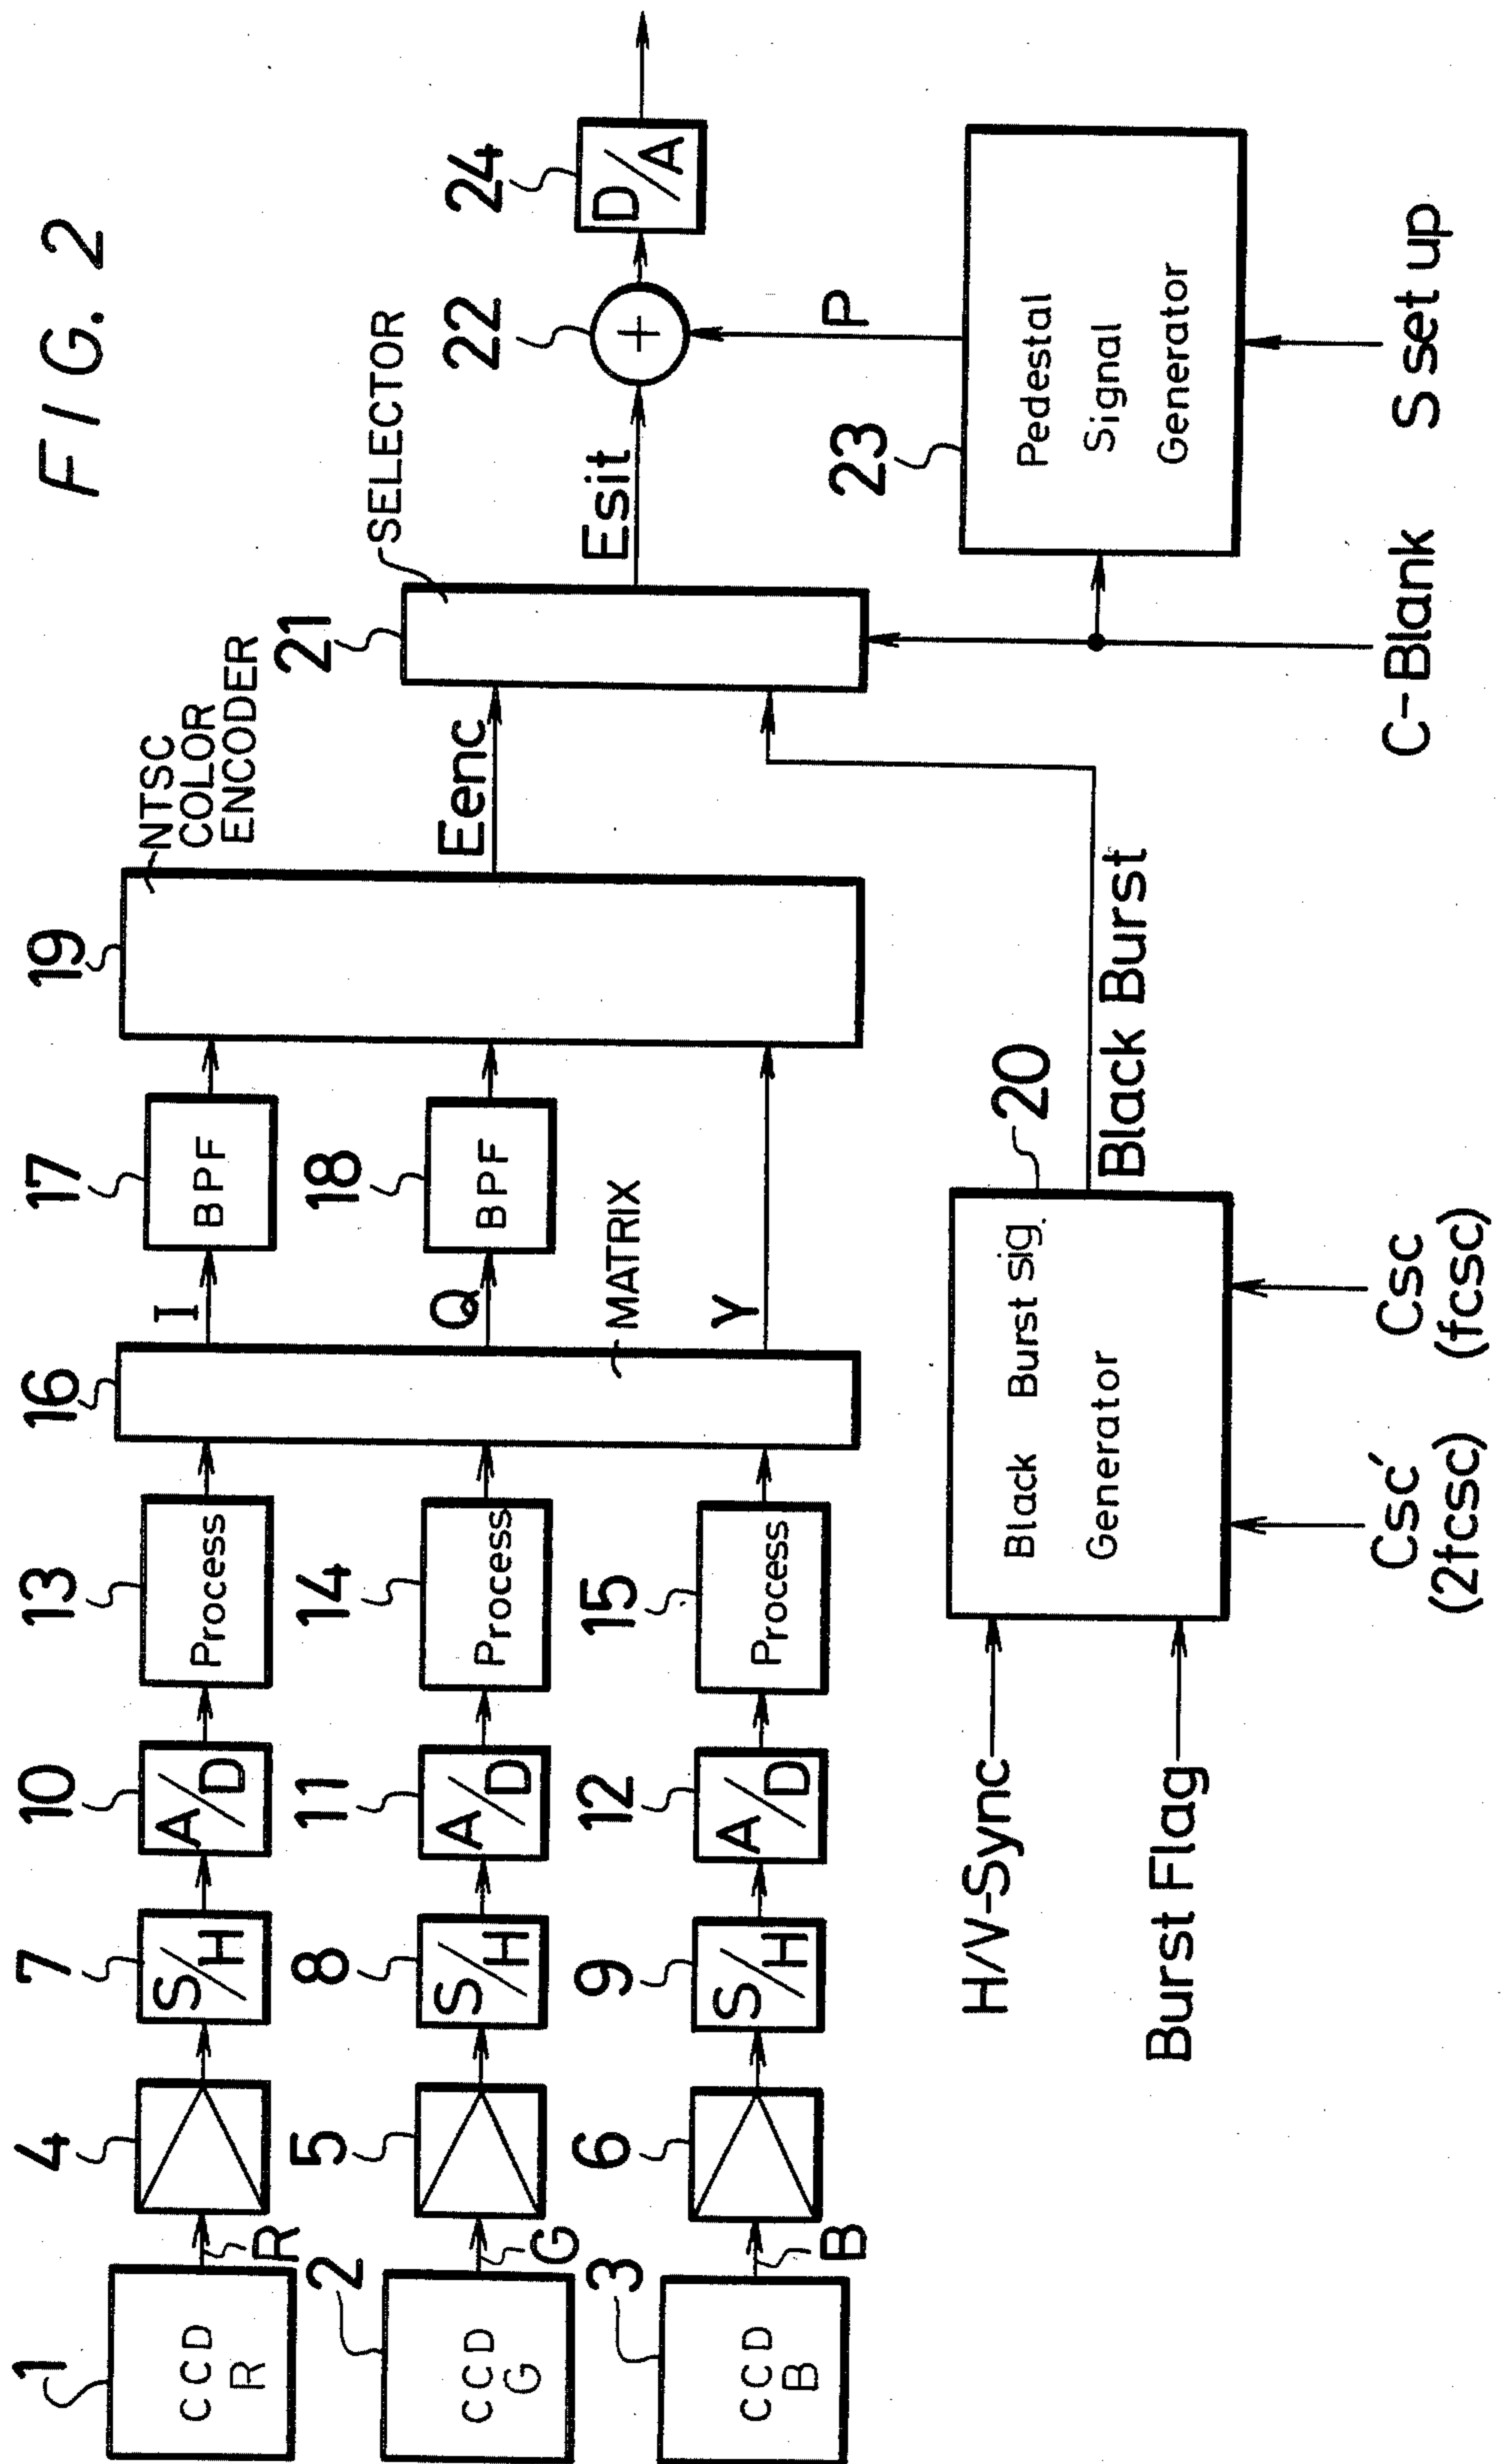 FIG. 2
1
CCD
R
R
4
7
S/H
10
A/D
13
Process
16
I
17
BPF
19
NTSC
COLOR
ENCODER
2
CCD
G
G
5
8
S/H
11
A/D
14
Process
Q
18
BPF
Eenc
21
SELECTOR
Esit
22
+
24
D/A
3
CCD
B
B
6
9
S/H
12
A/D
15
Process
MATRIX
Y
P
H/V-Sync
Burst Flag
Black Burst sig.
Generator
20
Black Burst
23
Pedestal
Signal
Generator
Csc'
(2fcsc)
Csc
(fcsc)
C-Blank
S set up